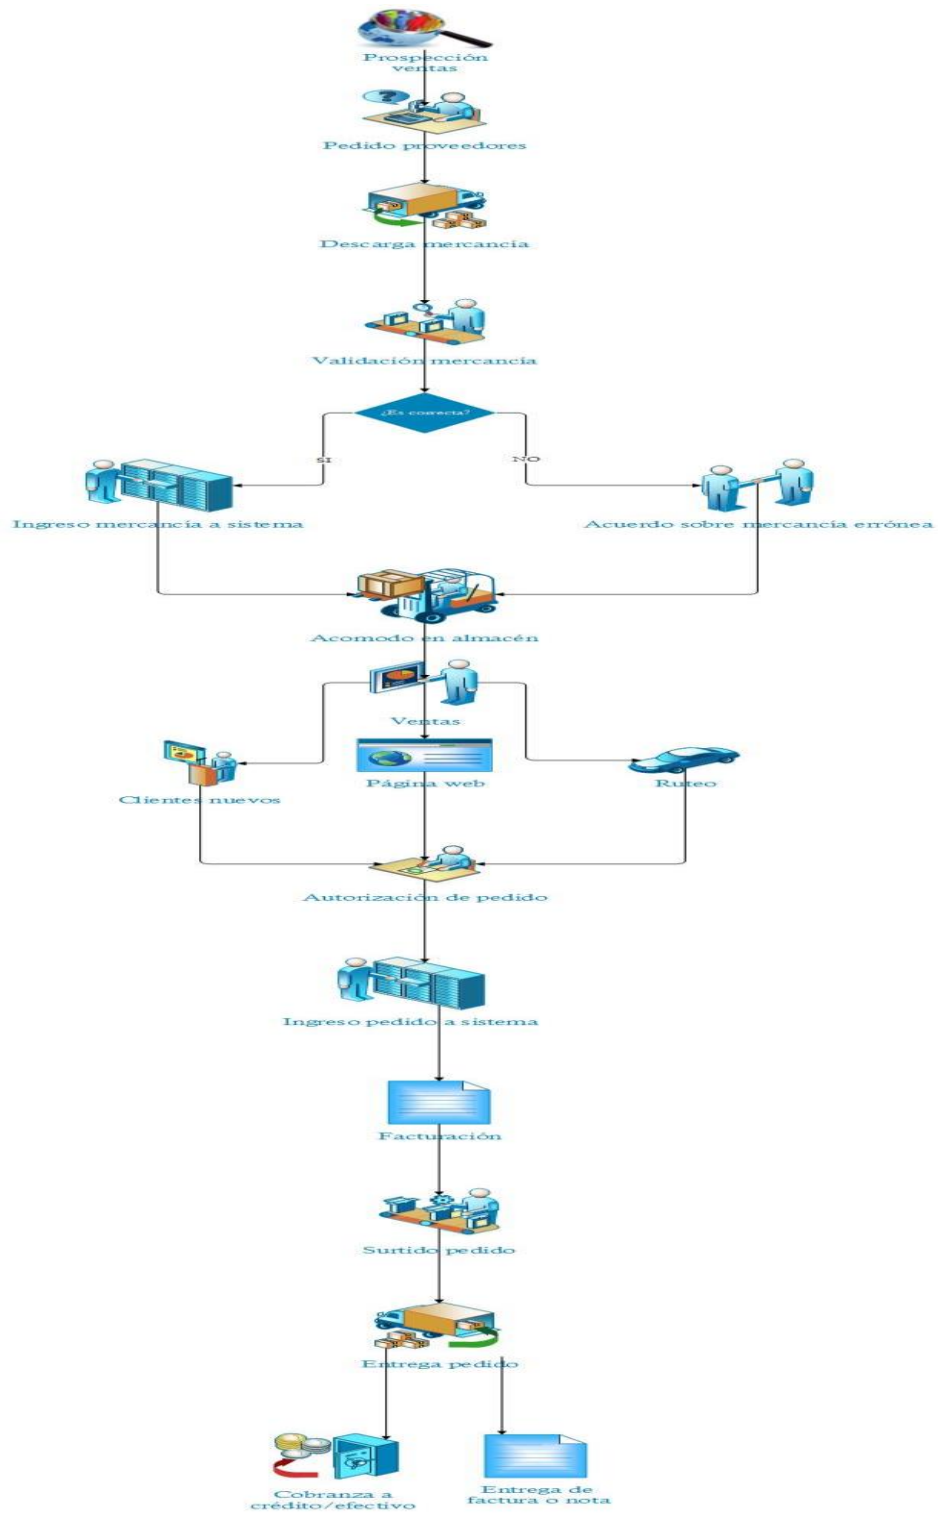 Prospección
ventas
Pedido proveedores
Descarga mercancía
Validación mercancía
¿Es correcta?
SI
NO
Ingreso mercancía a sistema
Acuerdo sobre mercancía errónea
Acomodo en almacén
Ventas
Clientes nuevos
Página web
Ruteo
Autorización de pedido
Ingreso pedido a sistema
Facturación
Surtido pedido
Entrega pedido
Cobranza a
crédito/efectivo
Entrega de
factura o nota